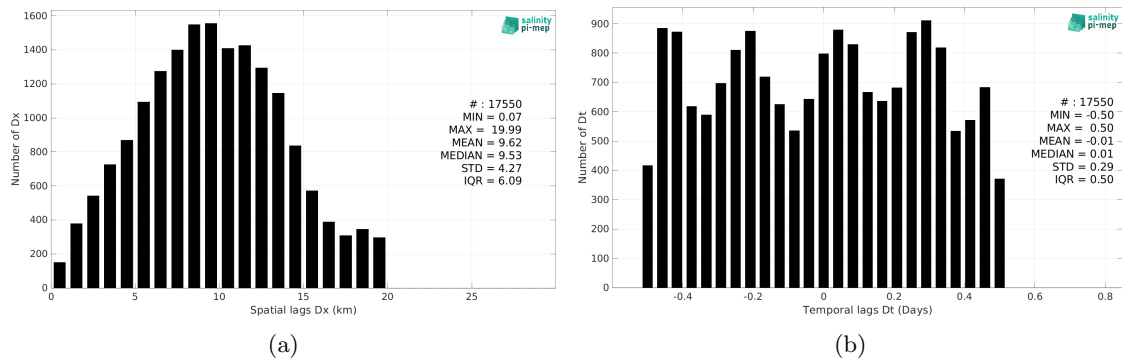 1600
1400
1200
1000
800
600
400
200
0
Number of Dx
0 5 10 15 20 25
Spatial lags Dx (km)
salinity
pi-mep
# : 17550
MIN = 0.07
MAX = 19.99
MEAN = 9.62
MEDIAN = 9.53
STD = 4.27
IQR = 6.09
(a)
900
800
700
600
500
400
300
200
100
0
Number of Dt
-0.4 -0.2 0 0.2 0.4 0.6 0.8
Temporal lags Dt (Days)
salinity
pi-mep
# : 17550
MIN = -0.50
MAX = 0.50
MEAN = -0.01
MEDIAN = 0.01
STD = 0.29
IQR = 0.50
(b)